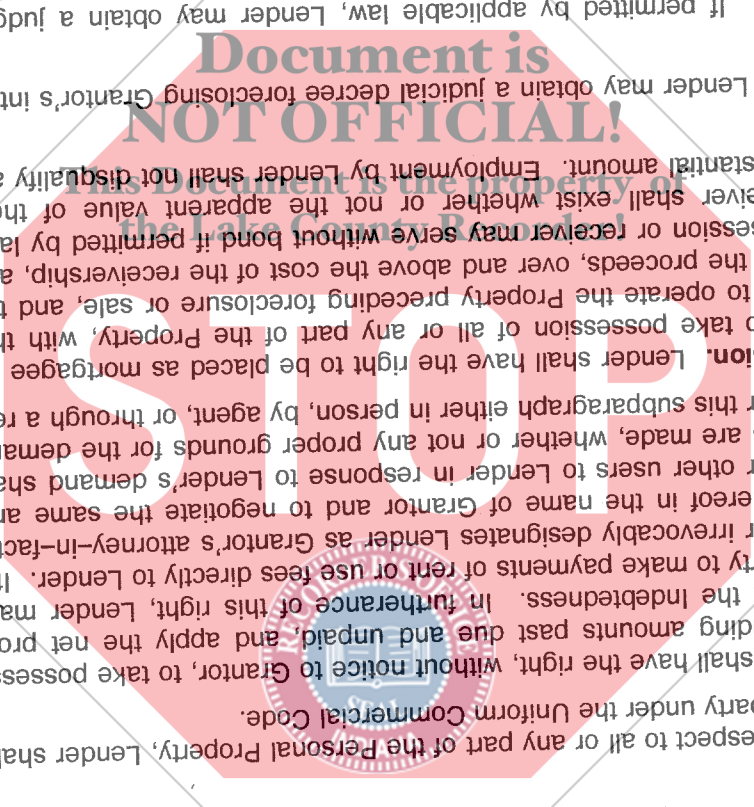 espect to all or any part of the Personal Property, Lender shal
party under the Uniform Commercial Code.
shall have the right, without notice to Grantor, to take possess
ding amounts past due and unpaid, and apply the net pro
the Indebtedness. In furtherance of this right, Lender ma
ty to make payments of rent or use fees directly to Lender. I
r irrevocably designates Lender as Grantor's attorney-in-fact
ereof in the name of Grantor and to negotiate the same an
r other users to Lender in response to Lender's demand sha
are made, whether or not any proper grounds for the deman
r this subparagraph either in person, by agent, or through a re
sion. Lender shall have the right to be placed as mortgagee
o take possession of all or any part of the Property, with th
to operate the Property preceding foreclosure or sale, and t
the proceeds, over and above the cost of the receivership, a
session or receiver may serve without bond if permitted by la
eiver shall exist whether or not the apparent value of th
stantial amount. Employment by Lender shall not disqualify a
Lender may obtain a judicial decree foreclosing Grantor's int
If permitted by applicable law, Lender may obtain a judg
Document is
NOT OFFICIAL!
This Document is the property of
the Lake County Recorder!
STOP
SEAL
INDIANA